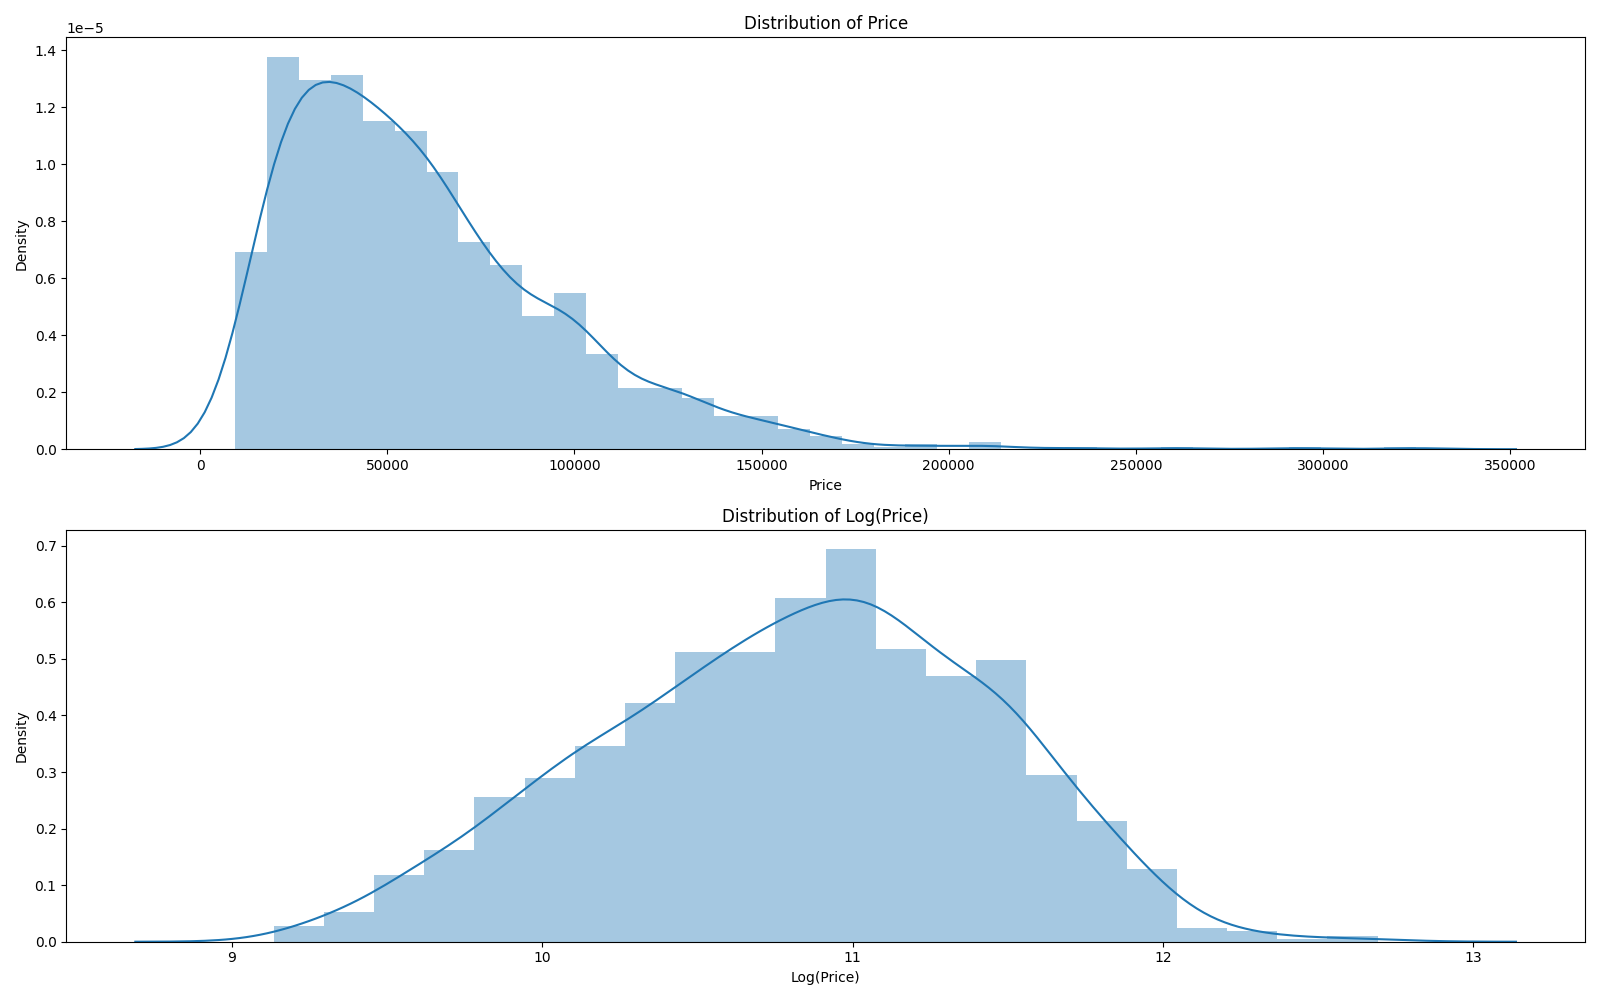 Distribution of Price
1e−5
1.4
1.2
1.0
0.8
0.6
0.4
0.2
0.0
Density
0 50000 100000 150000 200000 250000 300000 350000
Price
Distribution of Log(Price)
0.7
0.6
0.5
0.4
0.3
0.2
0.1
0.0
Density
9 10 11 12 13
Log(Price)